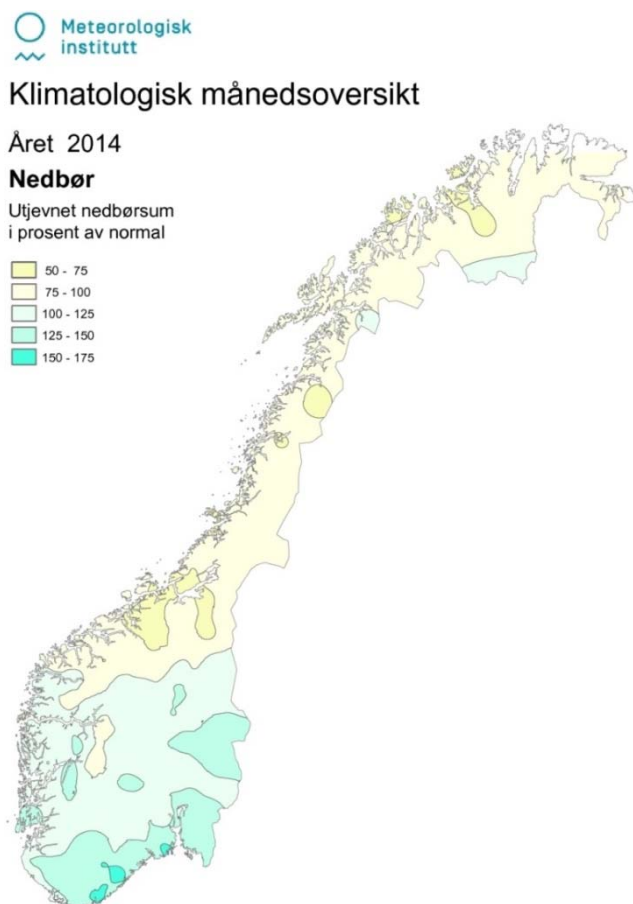 Meteorologisk
institutt
Klimatologisk månedsoversikt
Året 2014
Nedbør
Utjevnet nedbørsum
i prosent av normal
50 - 75
75 - 100
100 - 125
125 - 150
150 - 175